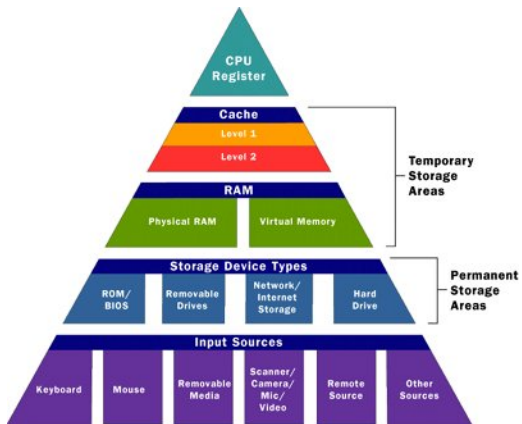 CPU
Register
Cache
Level 1
Level 2
Temporary
Storage
Areas
RAM
Physical RAM
Virtual Memory
Storage Device Types
ROM/
BIOS
Removable
Drives
Network/
Internet
Storage
Hard
Drive
Permanent
Storage
Areas
Input Sources
Keyboard
Mouse
Removable
Media
Scanner/
Camera/
Mic/
Video
Remote
Source
Other
Sources